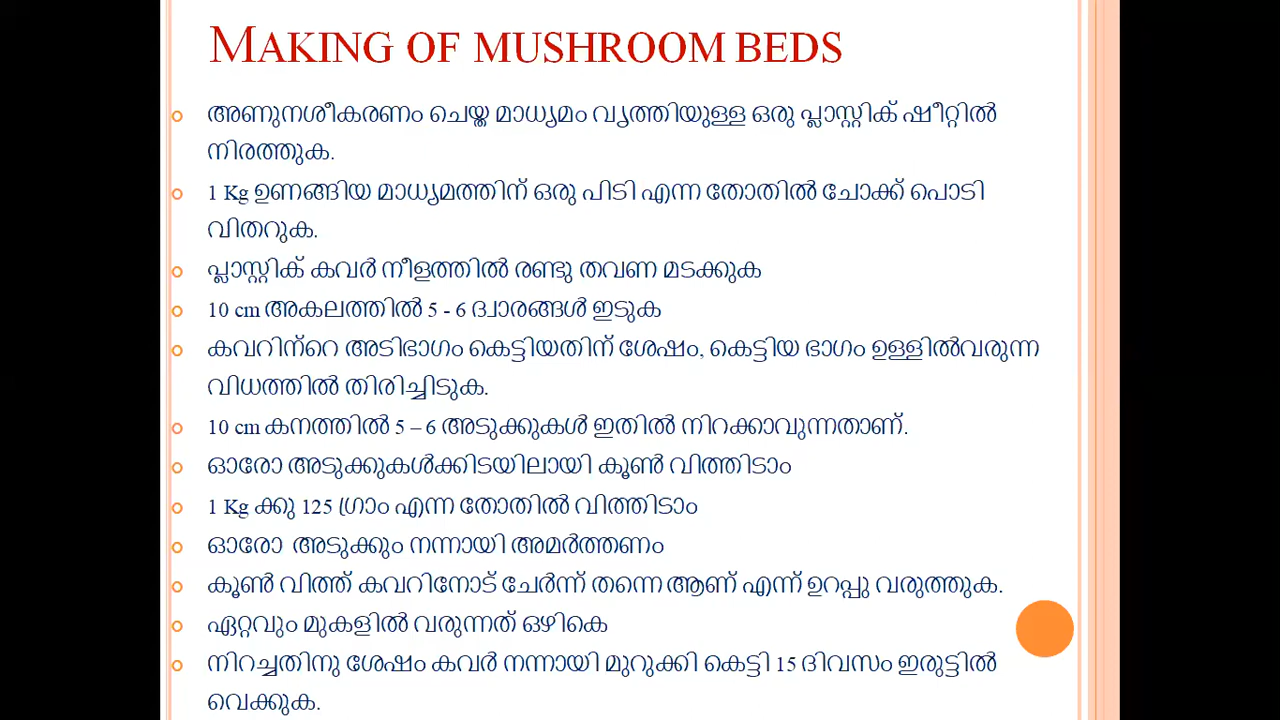 MAKING OF MUSHROOM BEDS
അണുനശീകരണം ചെയ്ത മാധ്യമം വൃത്തിയുള്ള ഒരു പ്ലാസ്റ്റിക് ഷീറ്റിൽ
നിരത്തുക.
1 Kg ഉണങ്ങിയ മാധ്യമത്തിന് ഒരു പിടി എന്ന തോതിൽ ചോക്ക് പൊടി
വിതറുക.
പ്ലാസ്റ്റിക് കവർ നീളത്തിൽ രണ്ടു തവണ മടക്കുക
10 cm അകലത്തിൽ 5 - 6 ദ്വാരങ്ങൾ ഇടുക
കവറിന്റെ അടിഭാഗം കെട്ടിയതിന് ശേഷം, കെട്ടിയ ഭാഗം ഉള്ളിൽവരുന്ന
വിധത്തിൽ തിരിച്ചിടുക.
10 cm കനത്തിൽ 5 – 6 അടുക്കുകൾ ഇതിൽ നിറക്കാവുന്നതാണ്.
ഓരോ അടുക്കുകൾക്കിടയിലായി കൂൺ വിത്തിടാം
1 Kg ക്കു 125 ഗ്രാം എന്ന തോതിൽ വിത്തിടാം
ഓരോ അടുക്കും നന്നായി അമർത്തണം
കൂൺ വിത്ത് കവറിനോട് ചേർന്ന് തന്നെ ആണ് എന്ന് ഉറപ്പു വരുത്തുക.
ഏറ്റവും മുകളിൽ വരുന്നത് ഒഴികെ
നിറച്ചതിനു ശേഷം കവർ നന്നായി മുറുക്കി കെട്ടി 15 ദിവസം ഇരുട്ടിൽ
വെക്കുക.